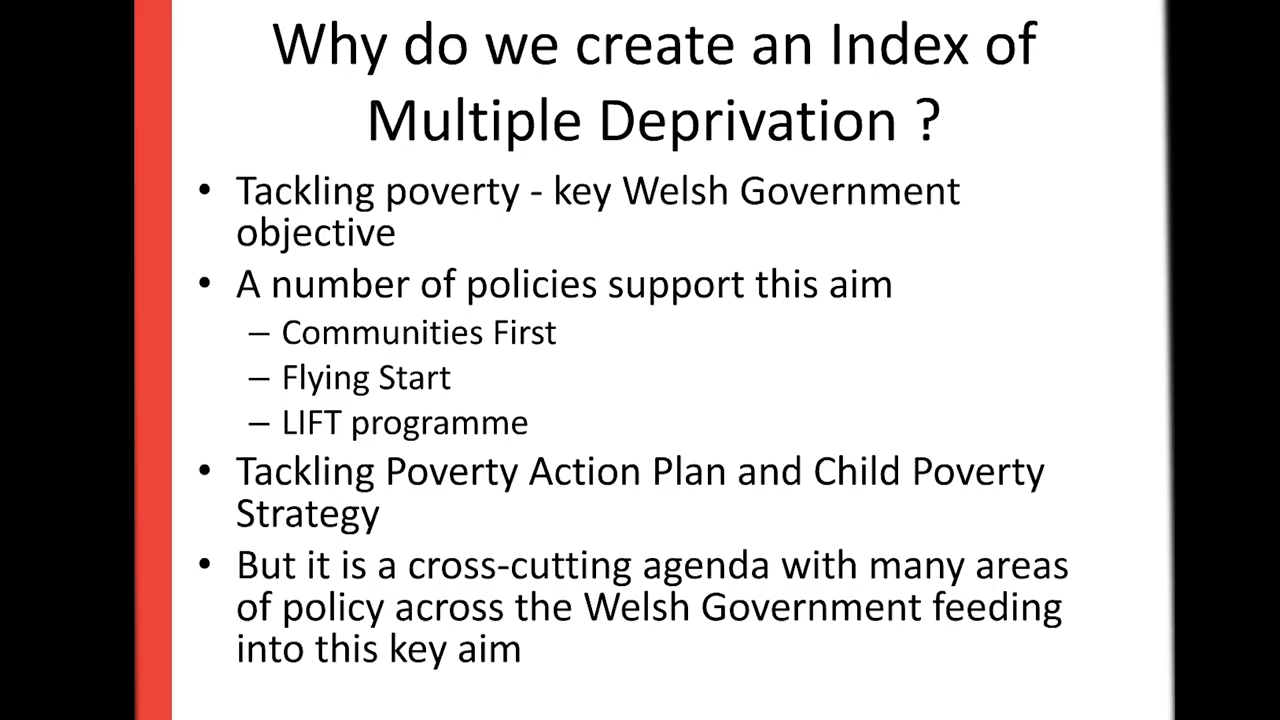 Why do we create an Index of
Multiple Deprivation ?
• Tackling poverty - key Welsh Government
objective
• A number of policies support this aim
– Communities First
– Flying Start
– LIFT programme
• Tackling Poverty Action Plan and Child Poverty
Strategy
• But it is a cross-cutting agenda with many areas
of policy across the Welsh Government feeding
into this key aim